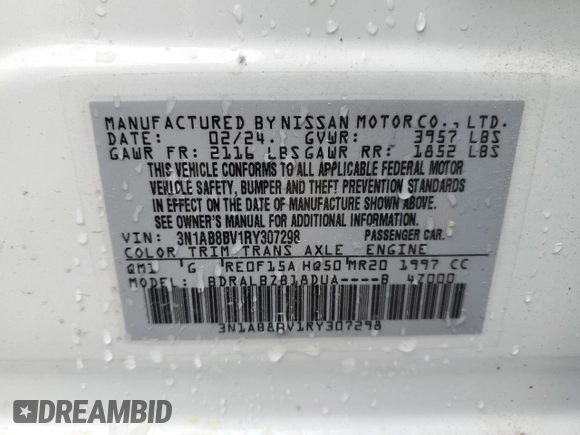 MANUFACTURED BY NISSAN MOTOR CO., LTD.
DATE: 02/24. GVWR: 3957 LBS
GAWR FR: 2116 LBS GAWR RR: 1852 LBS
THIS VEHICLE CONFORMS TO ALL APPLICABLE FEDERAL MOTOR
VEHICLE SAFETY, BUMPER AND THEFT PREVENTION STANDARDS
IN EFFECT ON THE DATE OF MANUFACTURE SHOWN ABOVE.
SEE OWNER'S MANUAL FOR ADDITIONAL INFORMATION.
VIN: 3N1AB8BV1RY307298 PASSENGER CAR.
COLOR TRIM TRANS AXLE ENGINE
QM1 G RE0F15A HQ50 MR20 1997 CC
MODEL: BDRALBZ818DUA----B 4Z000
3N1AB8BV1RY307298
DREAMBID